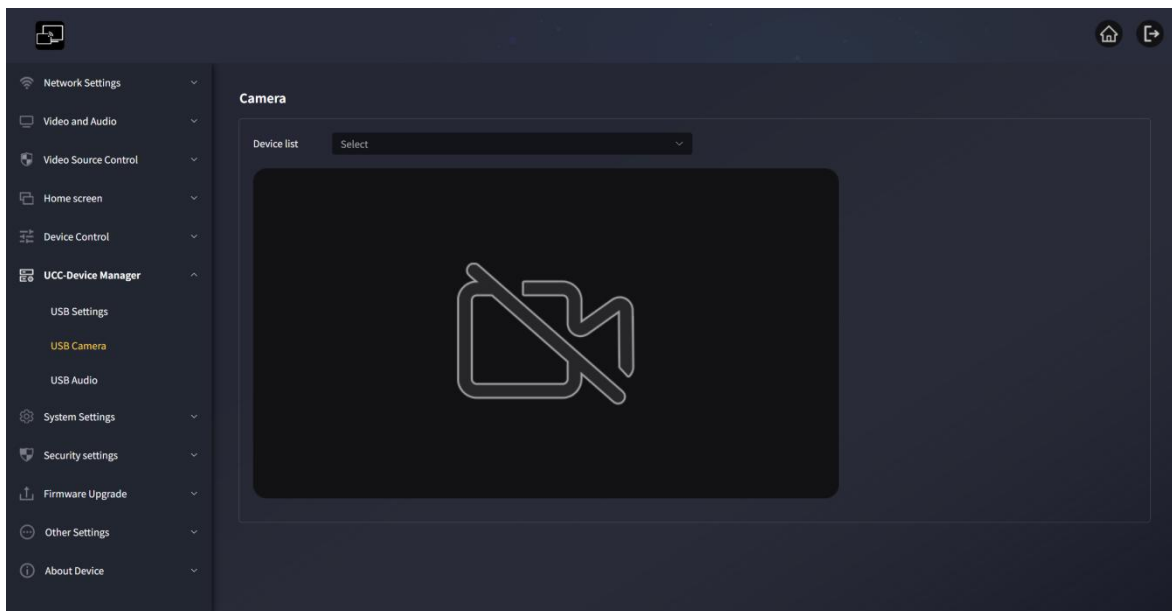 Network Settings
Video and Audio
Video Source Control
Home screen
Device Control
UCC-Device Manager
USB Settings
USB Camera
USB Audio
System Settings
Security settings
Firmware Upgrade
Other Settings
About Device
Camera
Device list Select